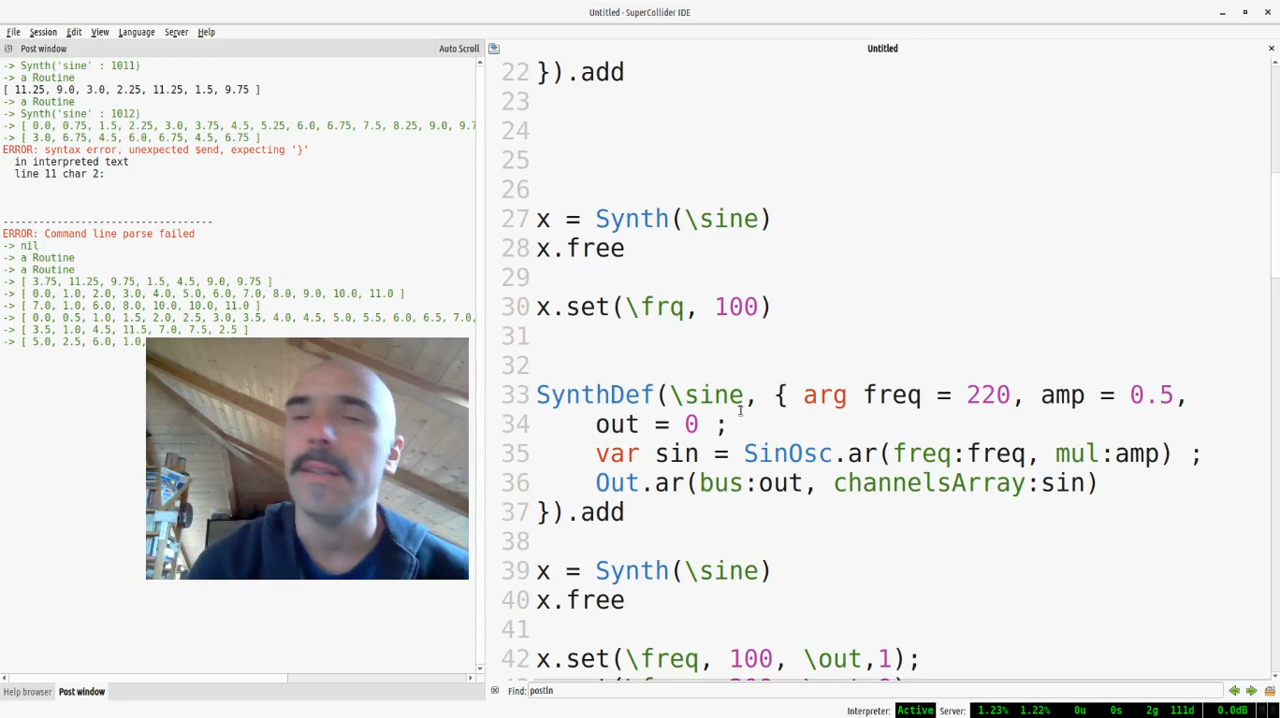 Untitled - SuperCollider IDE
File Session Edit View Language Server Help
Post window Auto Scroll
-> Synth('sine' : 1011)
-> a Routine
[ 11.25, 9.0, 3.0, 2.25, 11.25, 1.5, 9.75 ]
-> a Routine
-> Synth('sine' : 1012)
-> [ 0.0, 0.75, 1.5, 2.25, 3.0, 3.75, 4.5, 5.25, 6.0, 6.75, 7.5, 8.25, 9.0, 9.7
-> [ 3.0, 6.75, 4.5, 6.0, 6.75, 4.5, 6.75 ]
ERROR: syntax error, unexpected $end, expecting '}'
in interpreted text
line 11 char 2:
-----------------------------------
ERROR: Command line parse failed
-> nil
-> a Routine
-> a Routine
-> [ 3.75, 11.25, 9.75, 1.5, 4.5, 9.0, 9.75 ]
-> [ 0.0, 1.0, 2.0, 3.0, 4.0, 5.0, 6.0, 7.0, 8.0, 9.0, 10.0, 11.0 ]
-> [ 7.0, 1.0, 6.0, 8.0, 10.0, 10.0, 11.0 ]
-> [ 0.0, 0.5, 1.0, 1.5, 2.0, 2.5, 3.0, 3.5, 4.0, 4.5, 5.0, 5.5, 6.0, 6.5, 7.0,
-> [ 3.5, 1.0, 4.5, 11.5, 7.0, 7.5, 2.5 ]
-> [ 5.0, 2.5, 6.0, 1.0,
Help browser Post window
Untitled
22 }).add
23
24
25
26
27 x = Synth(\sine)
28 x.free
29
30 x.set(\frq, 100)
31
32
33 SynthDef(\sine, { arg freq = 220, amp = 0.5,
34 out = 0 ;
35 var sin = SinOsc.ar(freq:freq, mul:amp) ;
36 Out.ar(bus:out, channelsArray:sin)
37 }).add
38
39 x = Synth(\sine)
40 x.free
41
42 x.set(\freq, 100, \out,1);
Find: postln
Interpreter: Active Server: 1.23% 1.22% 0u 0s 2g 111d 0.0dB